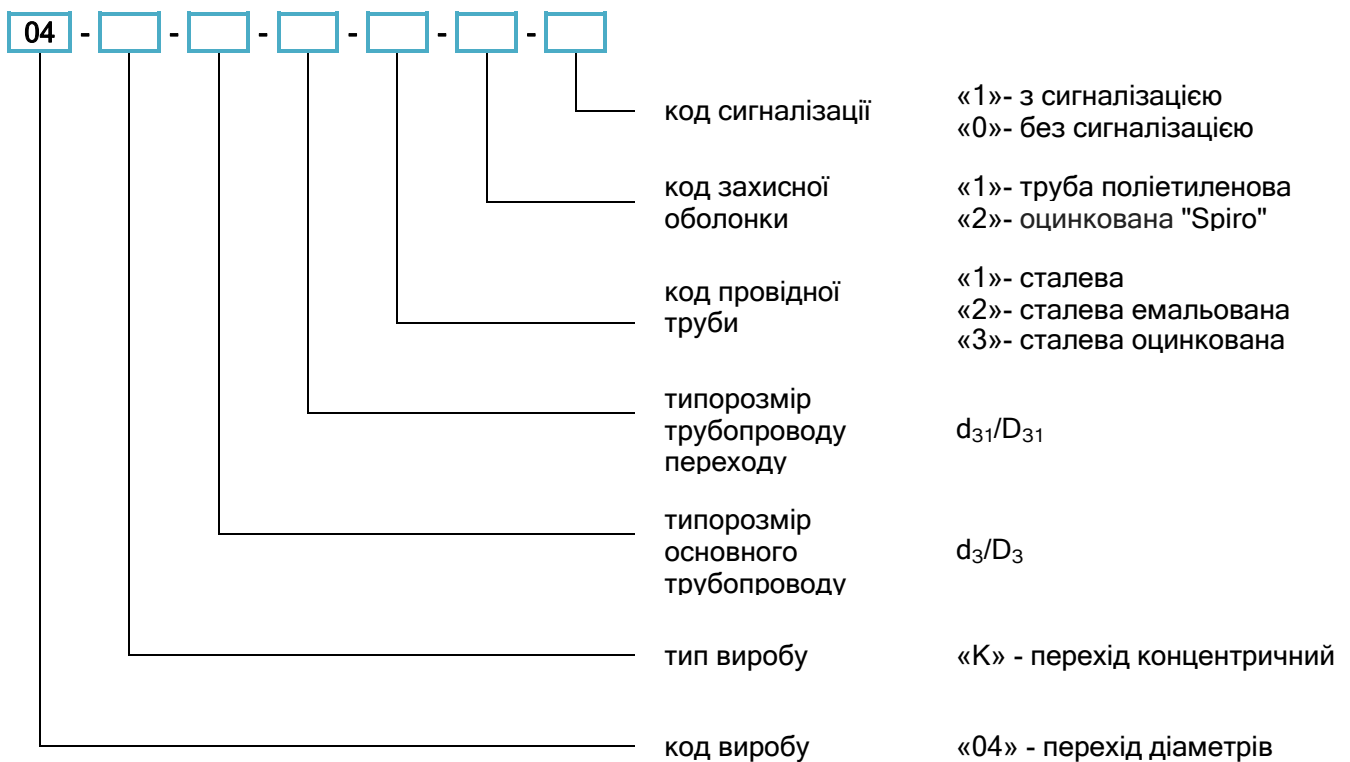 04 - - - - - -
код сигналізації
«1»- з сигналізацією
«0»- без сигналізацією
код захисної
оболонки
«1»- труба поліетиленова
«2»- оцинкована "Spiro"
код провідної
труби
«1»- сталева
«2»- сталева емальована
«3»- сталева оцинкована
типорозмір
трубопроводу
переходу
d31/D31
типорозмір
основного
трубопроводу
d3/D3
тип виробу
«К» - перехід концентричний
код виробу
«04» - перехід діаметрів